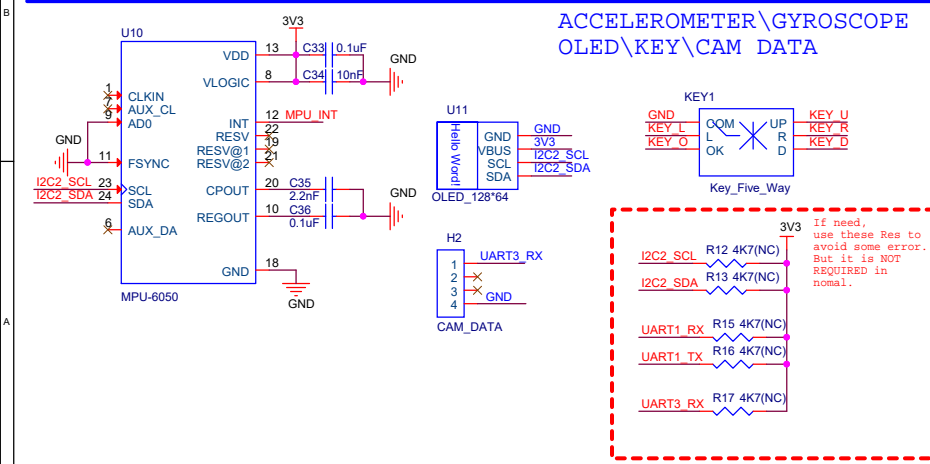 B
A
ACCELEROMETER\GYROSCOPE
OLED\KEY\CAM DATA
U10
3V3
VDD 13 C33 0.1uF
GND
VLOGIC 8 C34 10nF
1 CLKIN
7 AUX_CL
9 AD0
INT 12 MPU_INT
RESV 22
RESV@1 19
RESV@2 21
GND
11 FSYNC
I2C2_SCL 23 SCL
I2C2_SDA 24 SDA
CPOUT 20 C35
2.2nF
GND
REGOUT 10 C36
0.1uF
6 AUX_DA
GND 18
GND
MPU-6050
U11
Hello Word!
GND GND
VBUS 3V3
SCL I2C2_SCL
SDA I2C2_SDA
OLED_128*64
H2
1 UART3_RX
2
3
4 GND
CAM_DATA
KEY1
GND COM UP KEY_U
KEY_L L R KEY_R
KEY_O OK D KEY_D
Key_Five_Way
3V3
If need,
use these Res to
avoid some error.
But it is NOT
REQUIRED in
nomal.
I2C2_SCL R12 4K7(NC)
I2C2_SDA R13 4K7(NC)
UART1_RX R15 4K7(NC)
UART1_TX R16 4K7(NC)
UART3_RX R17 4K7(NC)